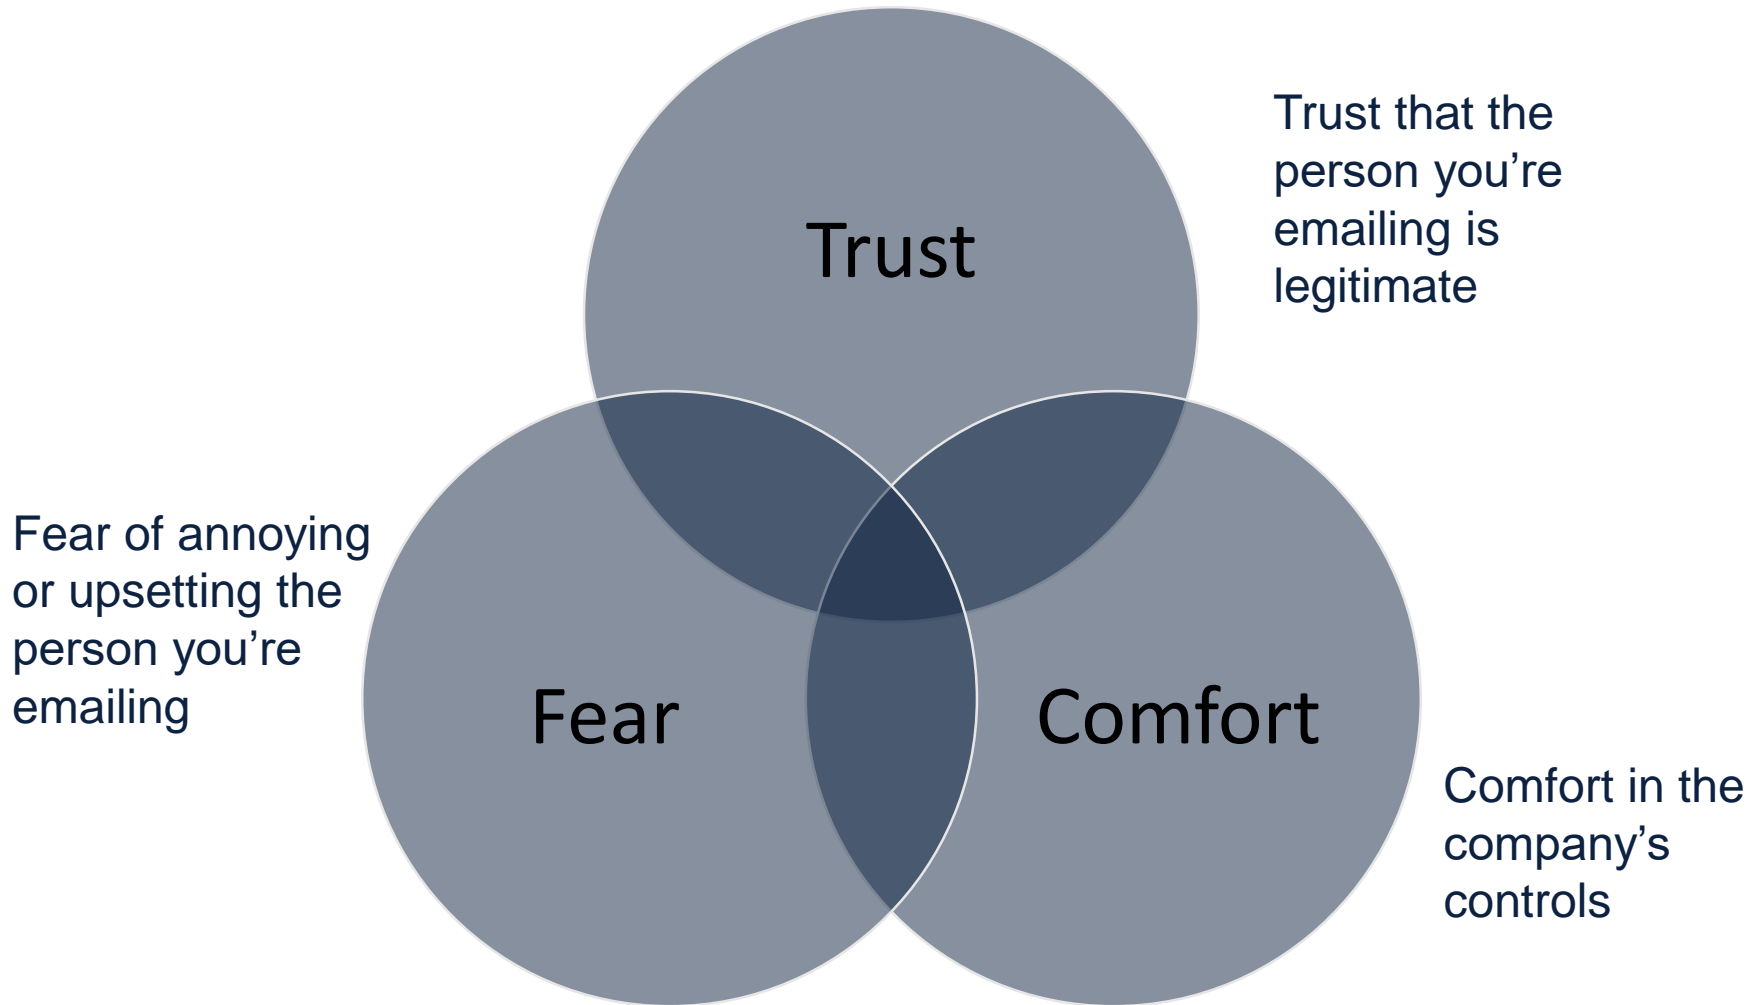 Trust
Trust that the
person you’re
emailing is
legitimate
Fear of annoying
or upsetting the
person you’re
emailing
Fear
Comfort
Comfort in the
company’s
controls